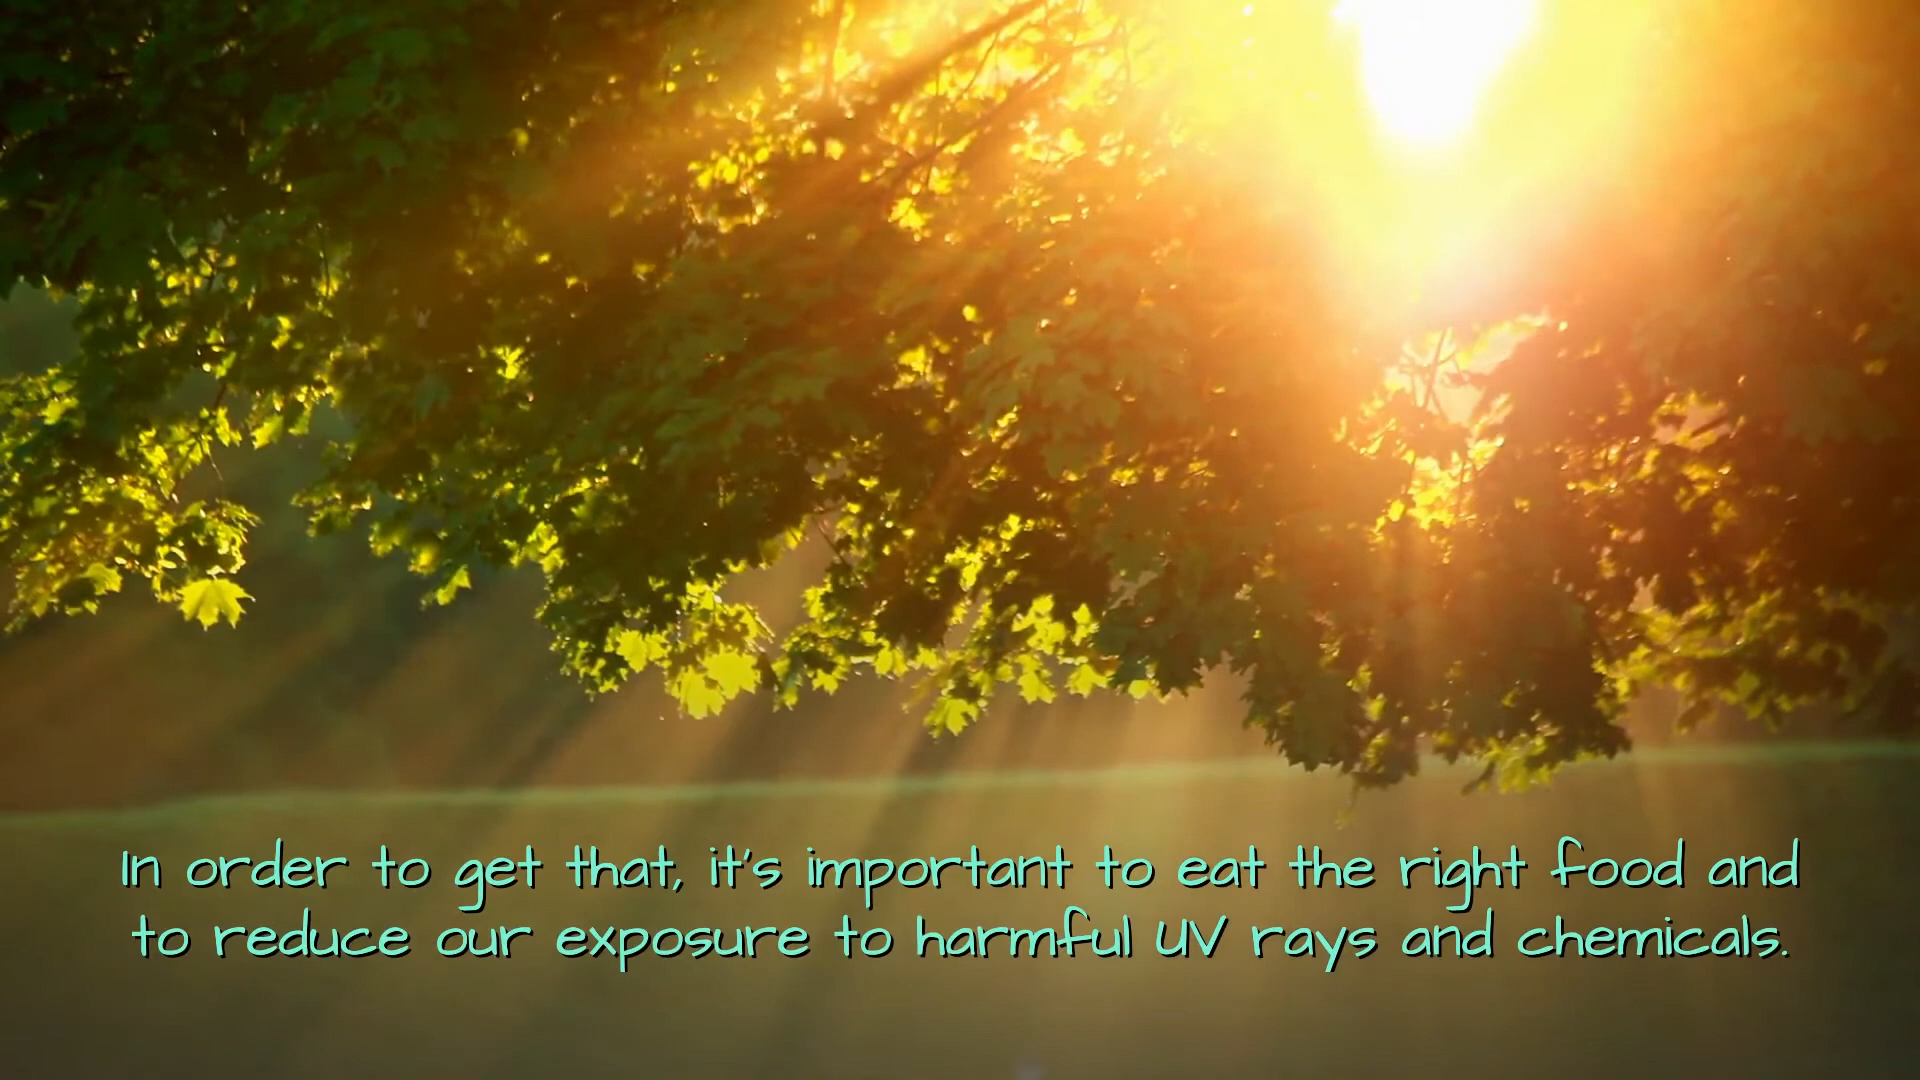 In order to get that, it's important to eat the right food and
to reduce our exposure to harmful UV rays and chemicals.